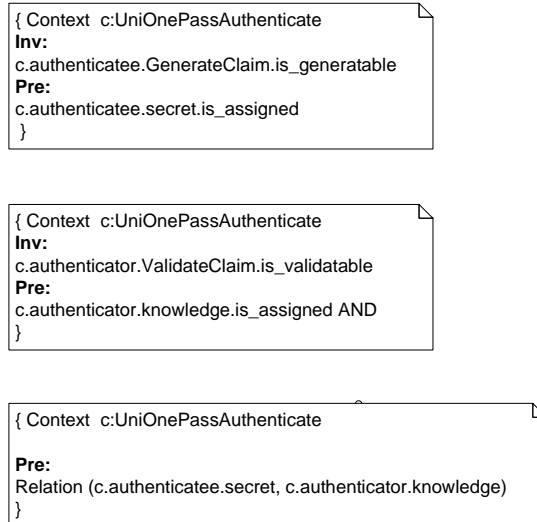 { Context c:UniOnePassAuthenticate
Inv:
c.authenticatee.GenerateClaim.is_generatable
Pre:
c.authenticatee.secret.is_assigned
}
{ Context c:UniOnePassAuthenticate
Inv:
c.authenticator.ValidateClaim.is_validatable
Pre:
c.authenticator.knowledge.is_assigned AND
}
{ Context c:UniOnePassAuthenticate
Pre:
Relation (c.authenticatee.secret, c.authenticator.knowledge)
}